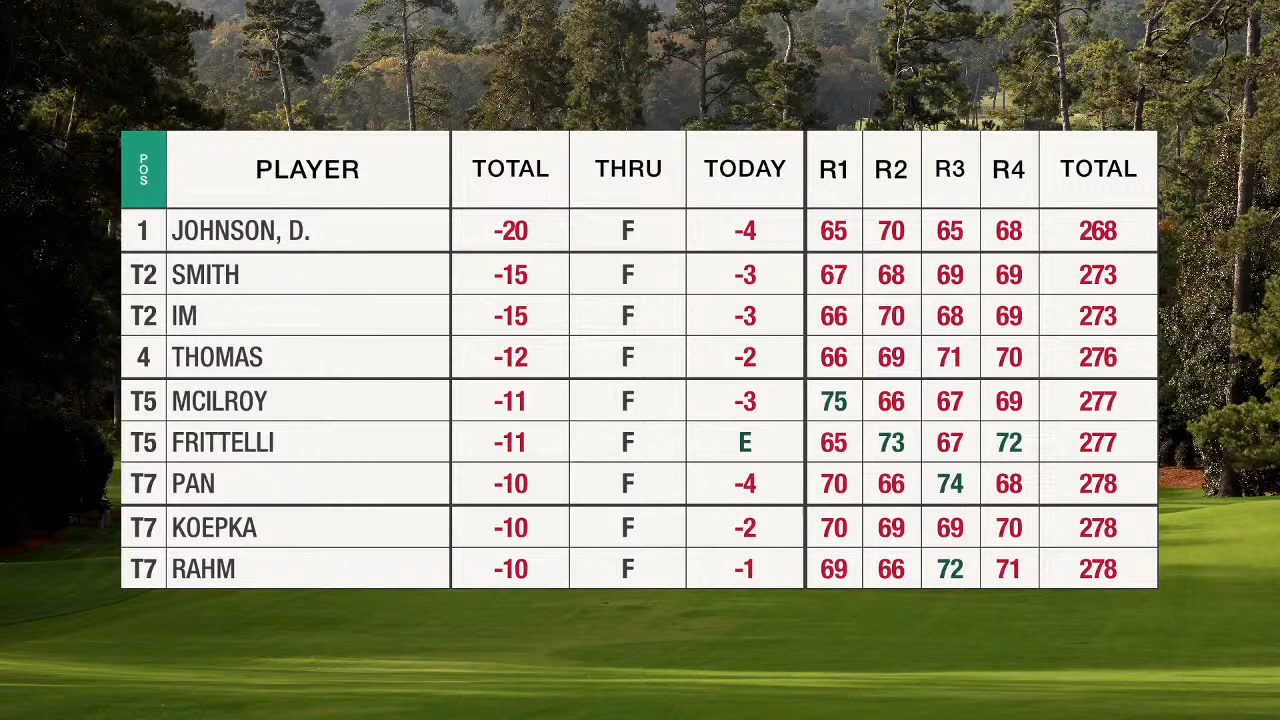 POS PLAYER TOTAL THRU TODAY R1 R2 R3 R4 TOTAL
1 JOHNSON, D. -20 F -4 65 70 65 68 268
T2 SMITH -15 F -3 67 68 69 69 273
T2 IM -15 F -3 66 70 68 69 273
4 THOMAS -12 F -2 66 69 71 70 276
T5 MCILROY -11 F -3 75 66 67 69 277
T5 FRITTELLI -11 F E 65 73 67 72 277
T7 PAN -10 F -4 70 66 74 68 278
T7 KOEPKA -10 F -2 70 69 69 70 278
T7 RAHM -10 F -1 69 66 72 71 278